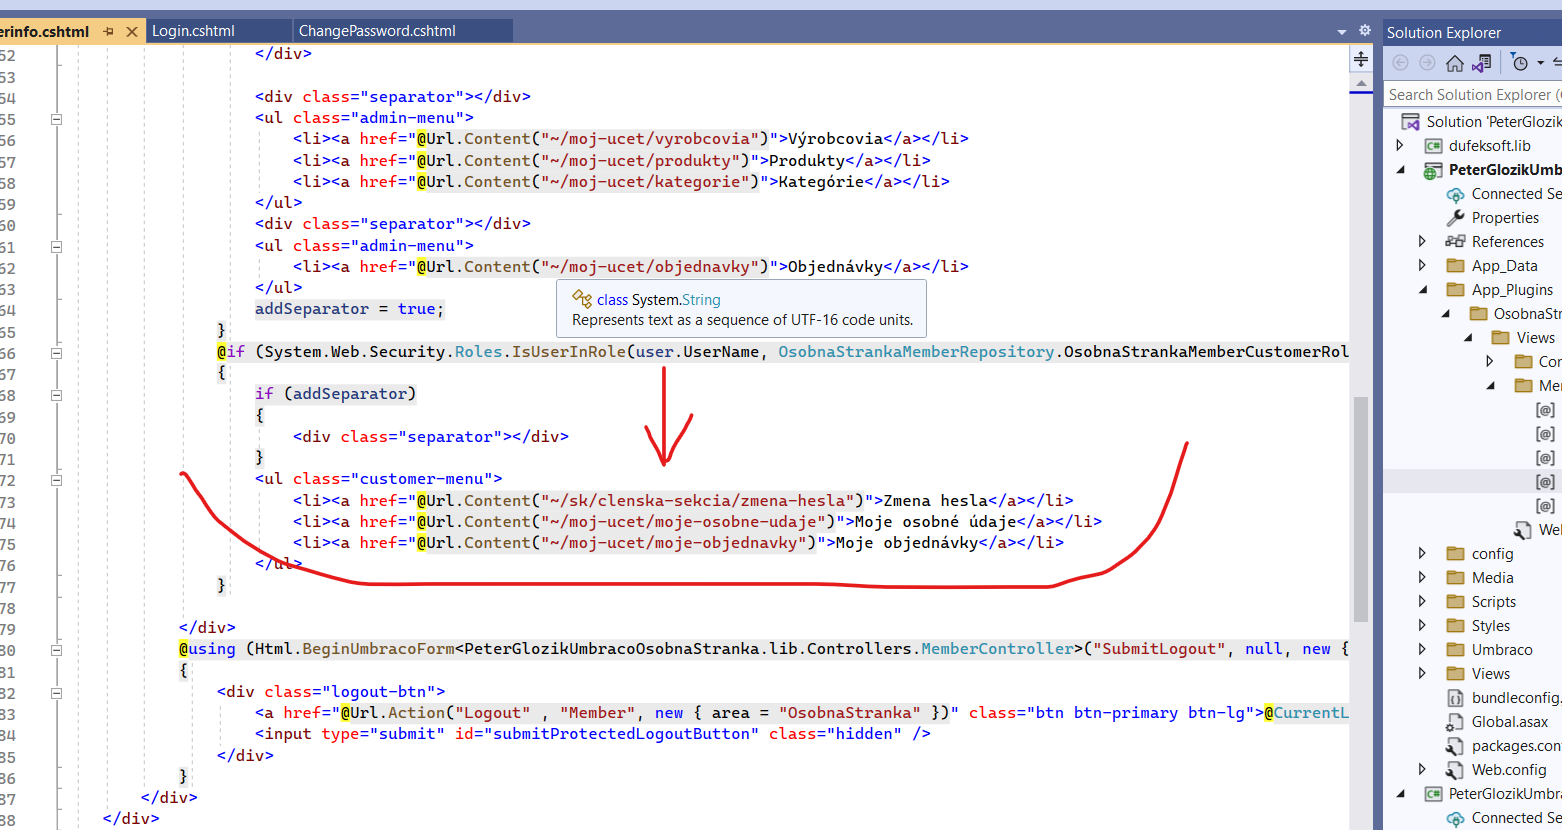 erinfo.cshtml
Login.cshtml
ChangePassword.cshtml
52 </div>
53
54 <div class="separator"></div>
55 <ul class="admin-menu">
56 <li><a href="@Url.Content("~/moj-ucet/vyrobcovia")">Výrobcovia</a></li>
57 <li><a href="@Url.Content("~/moj-ucet/produkty")">Produkty</a></li>
58 <li><a href="@Url.Content("~/moj-ucet/kategorie")">Kategórie</a></li>
59 </ul>
60 <div class="separator"></div>
61 <ul class="admin-menu">
62 <li><a href="@Url.Content("~/moj-ucet/objednavky")">Objednávky</a></li>
63 </ul>
64 addSeparator = true;
65 }
66 @if (System.Web.Security.Roles.IsUserInRole(user.UserName, OsobnaStrankaMemberRepository.OsobnaStrankaMemberCustomerRol
67 {
68 if (addSeparator)
69 {
70 <div class="separator"></div>
71 }
72 <ul class="customer-menu">
73 <li><a href="@Url.Content("~/sk/clenska-sekcia/zmena-hesla")">Zmena hesla</a></li>
74 <li><a href="@Url.Content("~/moj-ucet/moje-osobne-udaje")">Moje osobné údaje</a></li>
75 <li><a href="@Url.Content("~/moj-ucet/moje-objednavky")">Moje objednávky</a></li>
76 </ul>
77 }
78
79 </div>
80 @using (Html.BeginUmbracoForm<PeterGlozikUmbracoOsobnaStranka.lib.Controllers.MemberController>("SubmitLogout", null, new {
81 {
82 <div class="logout-btn">
83 <a href="@Url.Action("Logout" , "Member", new { area = "OsobnaStranka" })" class="btn btn-primary btn-lg">@CurrentL
84 <input type="submit" id="submitProtectedLogoutButton" class="hidden" />
85 </div>
86 }
87 </div>
88 </div>
class System.String
Represents text as a sequence of UTF-16 code units.
Solution Explorer
Search Solution Explorer (
Solution 'PeterGlozik
C# dufeksoft.lib
PeterGlozikUmb
Connected Se
Properties
References
App_Data
App_Plugins
OsobnaStr
Views
Cor
Mer
[@]
[@]
[@]
[@]
[@]
Wel
config
Media
Scripts
Styles
Umbraco
Views
bundleconfig.
Global.asax
packages.con
Web.config
C# PeterGlozikUmbra
Connected Se